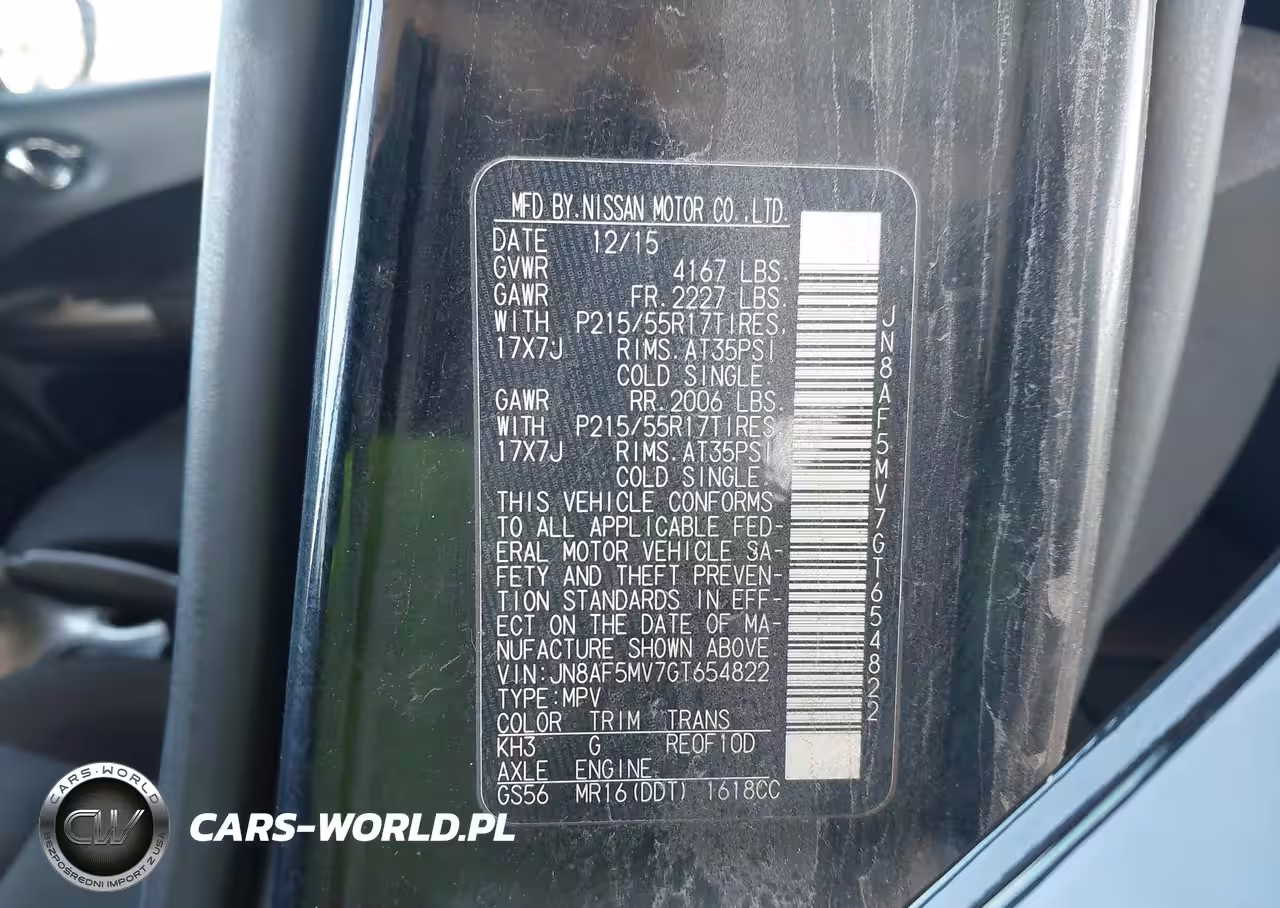 MFD BY.NISSAN MOTOR CO.,LTD.
DATE 12/15
GVWR 4167 LBS.
GAWR FR.2227 LBS.
WITH P215/55R17TIRES.
17X7J RIMS.AT35PSI
COLD SINGLE.
GAWR RR.2006 LBS.
WITH P215/55R17TIRES
17X7J RIMS.AT35PSI
COLD SINGLE.
THIS VEHICLE CONFORMS
TO ALL APPLICABLE FED-
ERAL MOTOR VEHICLE SA-
FETY AND THEFT PREVEN-
TION STANDARDS IN EFF-
ECT ON THE DATE OF MA-
NUFACTURE SHOWN ABOVE
VIN:JN8AF5MV7GT654822
TYPE:MPV
COLOR TRIM TRANS
KH3 G RE0F10D
AXLE ENGINE
GS56 MR16(DDT) 1618CC
JN8AF5MV7GT654822
CARS-WORLD
CW
BEZPOŚREDNI IMPORT Z USA
CARS-WORLD.PL